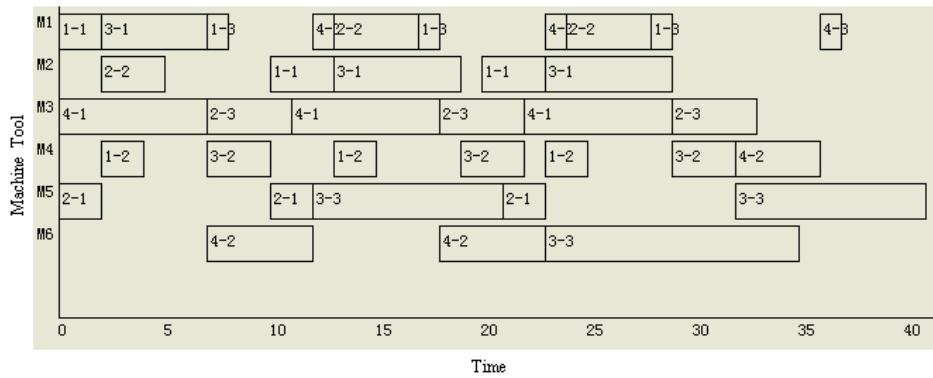 M1 1-1 3-1 1-3 4- 2-2 1-3 4- 2-2 1-3 4-3
M2 2-2 1-1 3-1 1-1 3-1
M3 4-1 2-3 4-1 2-3 4-1 2-3
M4 1-2 3-2 1-2 3-2 1-2 3-2 4-2
M5 2-1 2-1 3-3 2-1 3-3
M6 4-2 4-2 3-3
Machine Tool
0 5 10 15 20 25 30 35 40
Time